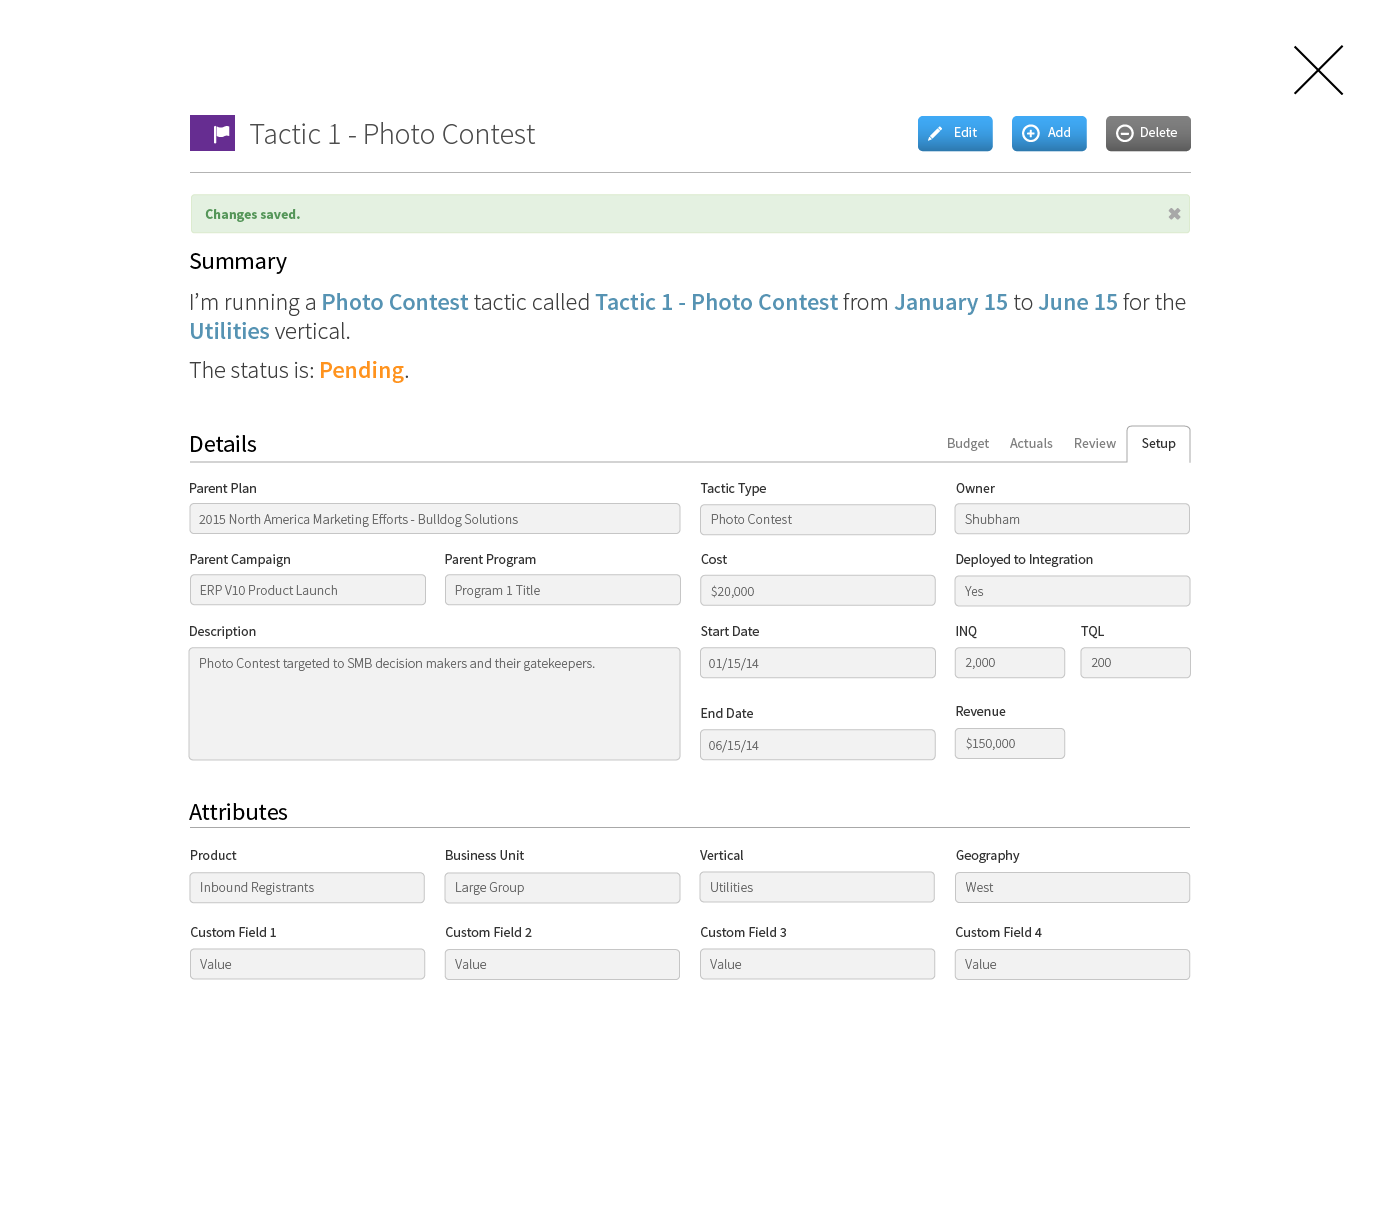 Tactic 1 - Photo Contest
Edit
Add
Delete
Changes saved.
Summary
I’m running a Photo Contest tactic called Tactic 1 - Photo Contest from January 15 to June 15 for the
Utilities vertical.
The status is: Pending.
Details
Budget
Actuals
Review
Setup
Parent Plan
Tactic Type
Owner
2015 North America Marketing Efforts - Bulldog Solutions
Photo Contest
Shubham
Parent Campaign
Parent Program
Cost
Deployed to Integration
ERP V10 Product Launch
Program 1 Title
$20,000
Yes
Description
Start Date
INQ
TQL
Photo Contest targeted to SMB decision makers and their gatekeepers.
01/15/14
2,000
200
End Date
Revenue
06/15/14
$150,000
Attributes
Product
Business Unit
Vertical
Geography
Inbound Registrants
Large Group
Utilities
West
Custom Field 1
Custom Field 2
Custom Field 3
Custom Field 4
Value
Value
Value
Value